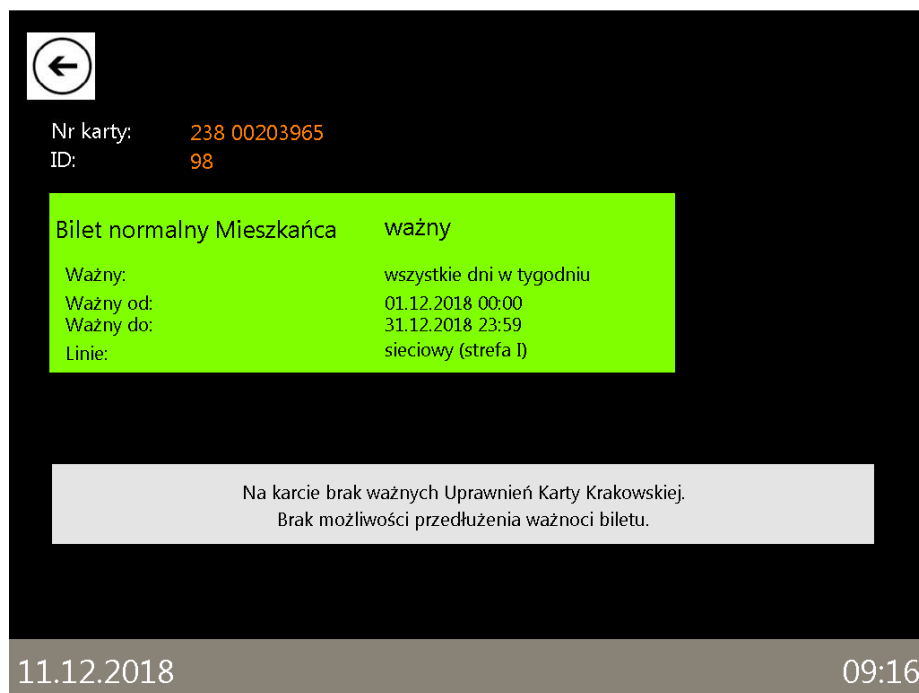 Nr karty: 238 00203965
ID: 98
Bilet normalny Mieszkańca ważny
Ważny: wszystkie dni w tygodniu
Ważny od: 01.12.2018 00:00
Ważny do: 31.12.2018 23:59
Linie: sieciowy (strefa I)
Na karcie brak ważnych Uprawnień Karty Krakowskiej.
Brak możliwości przedłużenia ważnoci biletu.
11.12.2018 09:16